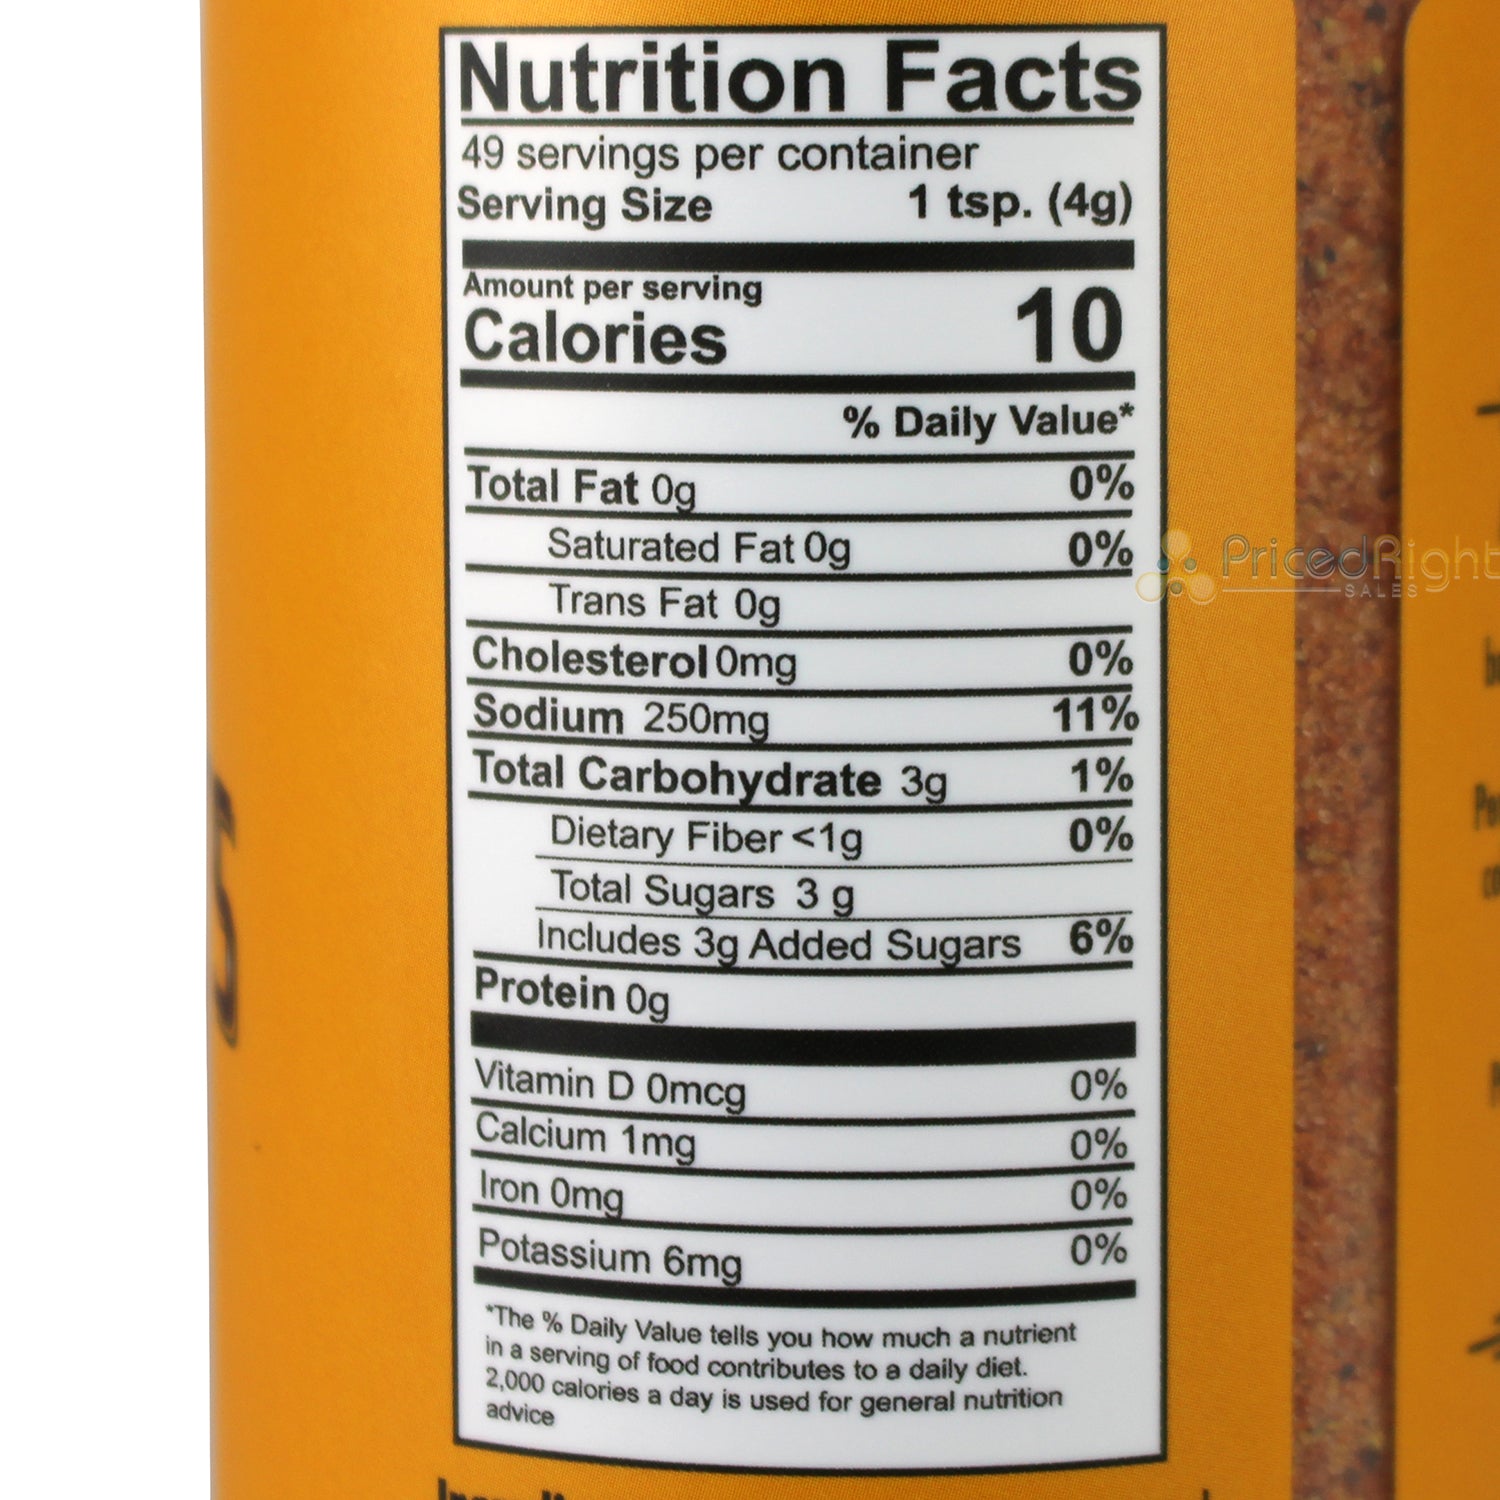 Nutrition Facts
49 servings per container
Serving Size 1 tsp. (4g)
Amount per serving
Calories 10
% Daily Value*
Total Fat 0g 0%
Saturated Fat 0g 0%
Trans Fat 0g
Cholesterol 0mg 0%
Sodium 250mg 11%
Total Carbohydrate 3g 1%
Dietary Fiber <1g 0%
Total Sugars 3 g
Includes 3g Added Sugars 6%
Protein 0g
Vitamin D 0mcg 0%
Calcium 1mg 0%
Iron 0mg 0%
Potassium 6mg 0%
*The % Daily Value tells you how much a nutrient
in a serving of food contributes to a daily diet.
2,000 calories a day is used for general nutrition
advice
PricedRight
SALES